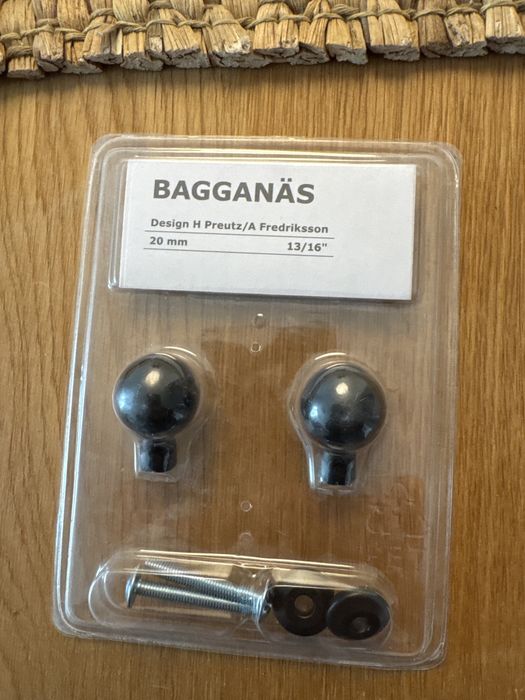 BAGGANÄS
Design H Preutz/A Fredriksson
20 mm 13/16"